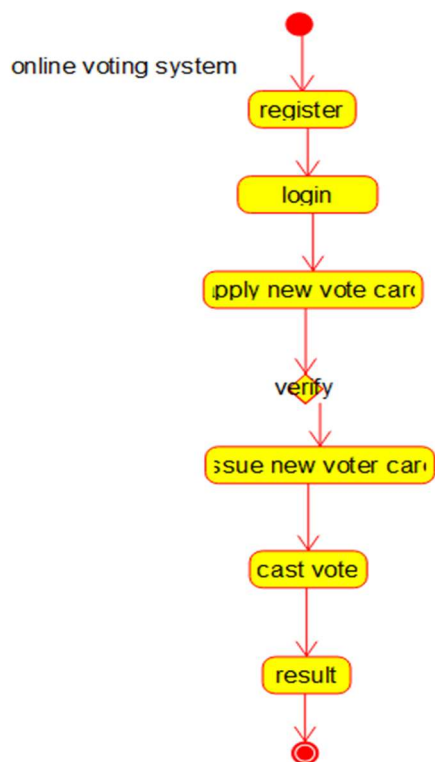 online voting system
register
login
pply new vote car
verify
ssue new voter car
cast vote
result